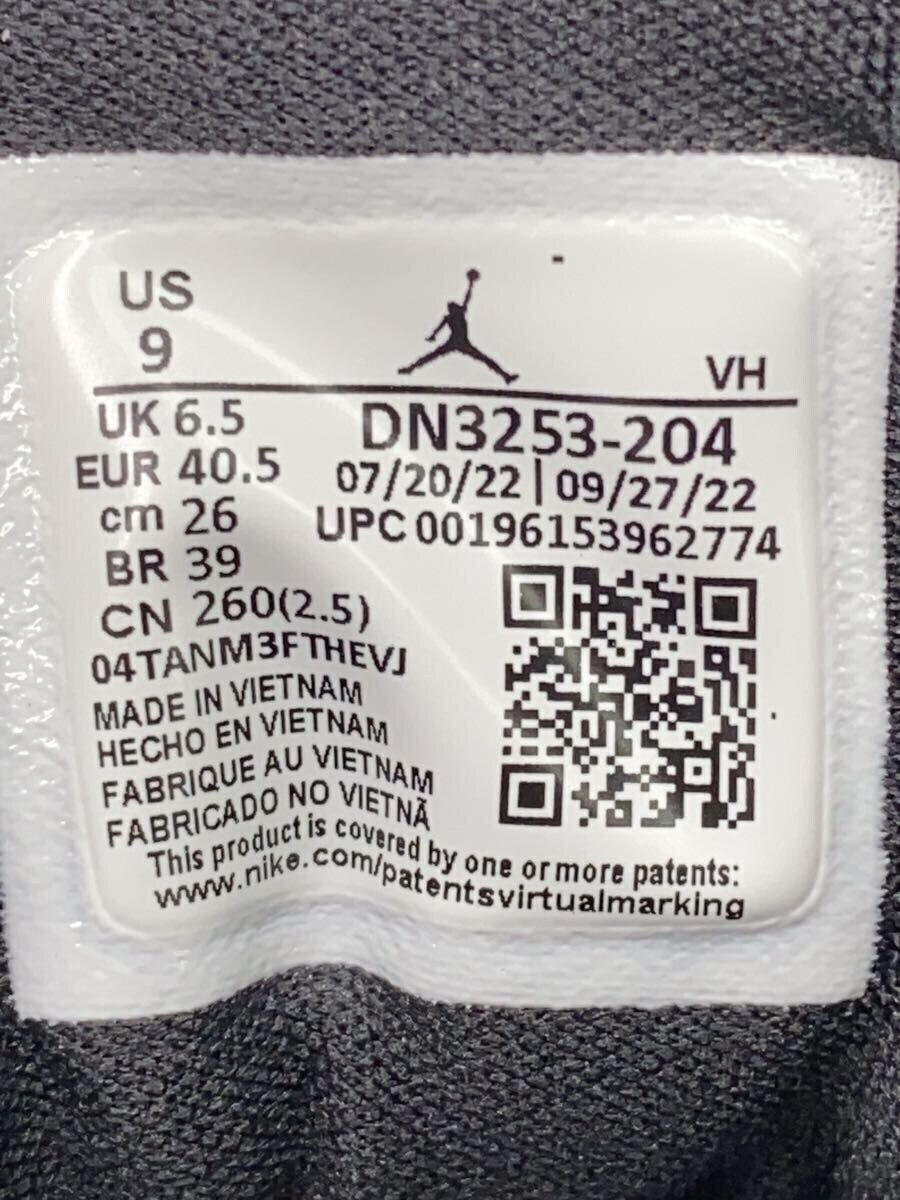 US
9
VH
UK 6.5
EUR 40.5
cm 26
BR 39
CN 260(2.5)
DN3253-204
07/20/22 | 09/27/22
UPC 00196153962774
04TANM3FTHEVJ
MADE IN VIETNAM
HECHO EN VIETNAM
FABRIQUE AU VIETNAM
FABRICADO NO VIETNÃ
This product is covered by one or more patents:
www.nike.com/patentsvirtualmarking